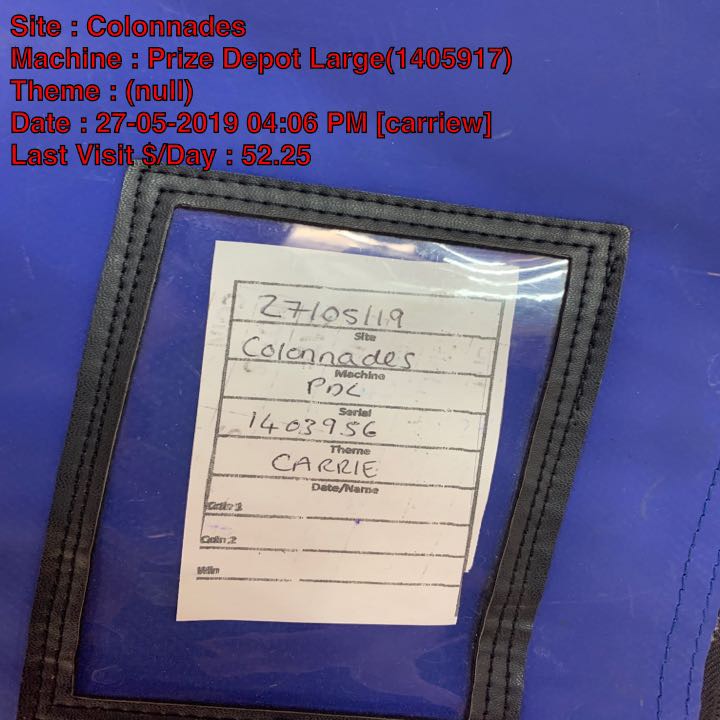 Site : Colonnades
Machine : Prize Depot Large(1405917)
Theme : (null)
Date : 27-05-2019 04:06 PM [carriew]
Last Visit $/Day : 52.25
27/05/19
Site
Colonnades
Machine
PDL
Serial
1403956
Theme
CARRIE
Date/Name
Coin 1
Coin 2
Win